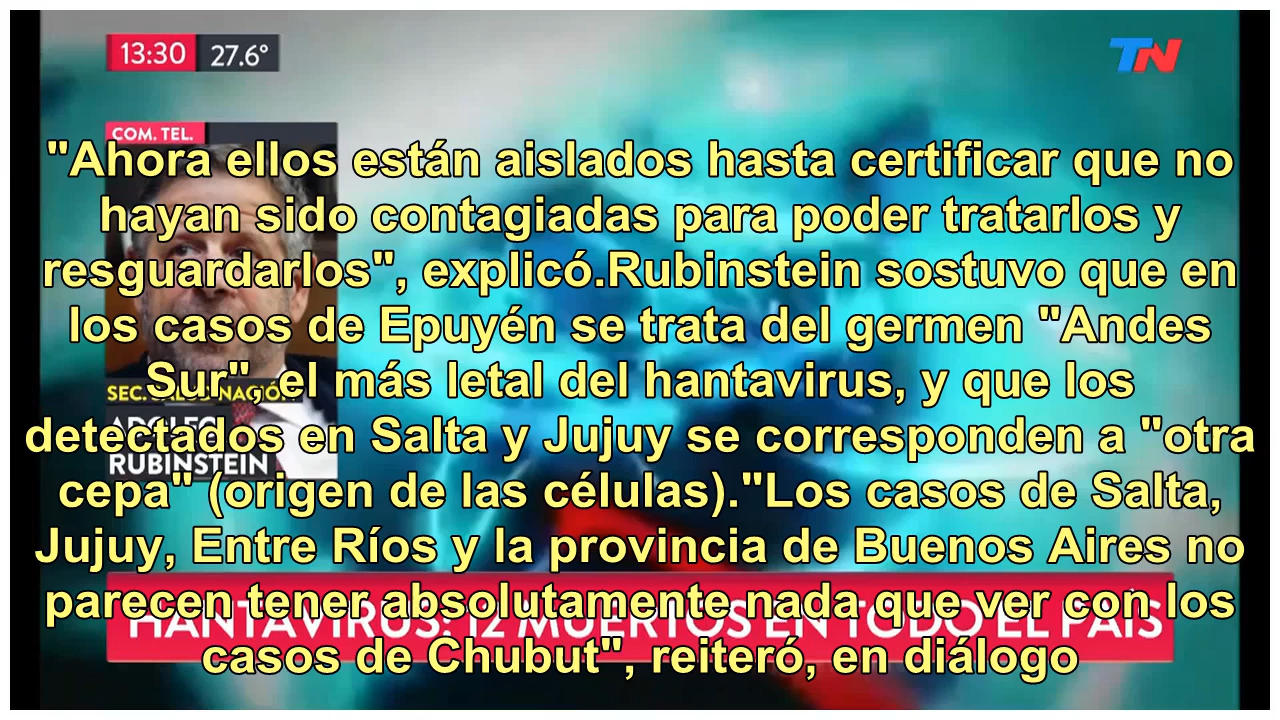 13:30 27.6°
TN
COM. TEL.
"Ahora ellos están aislados hasta certificar que no
hayan sido contagiadas para poder tratarlos y
resguardarlos", explicó.Rubinstein sostuvo que en
los casos de Epuyén se trata del germen "Andes
Sur", el más letal del hantavirus, y que los
detectados en Salta y Jujuy se corresponden a "otra
cepa" (origen de las células)."Los casos de Salta,
Jujuy, Entre Ríos y la provincia de Buenos Aires no
parecen tener absolutamente nada que ver con los
casos de Chubut", reiteró, en diálogo
SEC. NACIÓN
ADOLFO
RUBINSTEIN
HANTAVIRUS: 12 MUERTOS EN TODO EL PAÍS